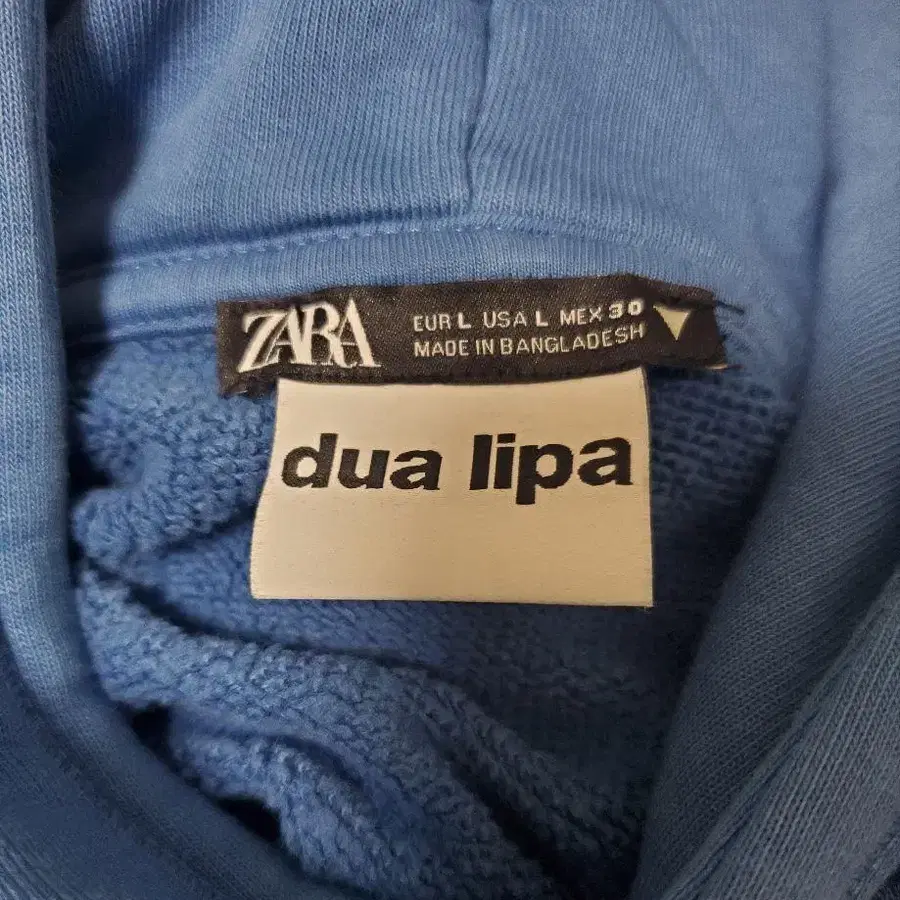 ZARA
EUR L USA L MEX 30
MADE IN BANGLADESH
dua lipa